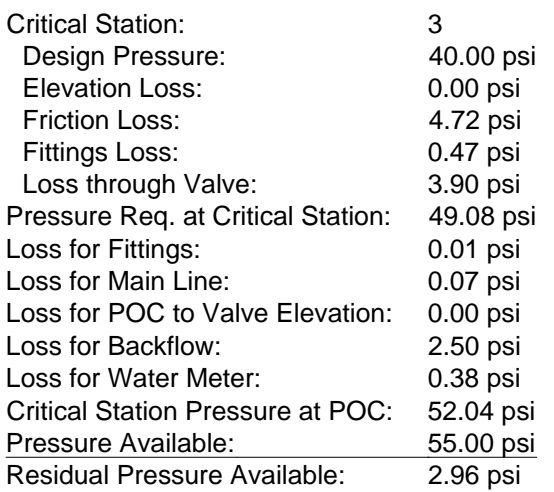 Critical Station: 3
Design Pressure: 40.00 psi
Elevation Loss: 0.00 psi
Friction Loss: 4.72 psi
Fittings Loss: 0.47 psi
Loss through Valve: 3.90 psi
Pressure Req. at Critical Station: 49.08 psi
Loss for Fittings: 0.01 psi
Loss for Main Line: 0.07 psi
Loss for POC to Valve Elevation: 0.00 psi
Loss for Backflow: 2.50 psi
Loss for Water Meter: 0.38 psi
Critical Station Pressure at POC: 52.04 psi
Pressure Available: 55.00 psi
Residual Pressure Available: 2.96 psi